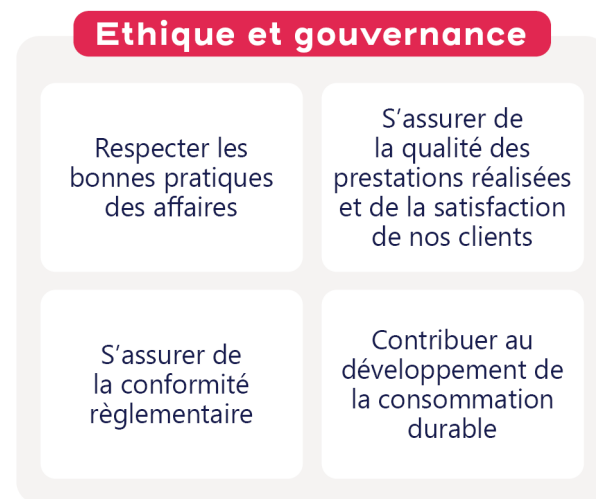 Ethique et gouvernance
Respecter les
bonnes pratiques
des affaires
S’assurer de
la qualité des
prestations réalisées
et de la satisfaction
de nos clients
S’assurer de
la conformité
règlementaire
Contribuer au
développement de
la consommation
durable